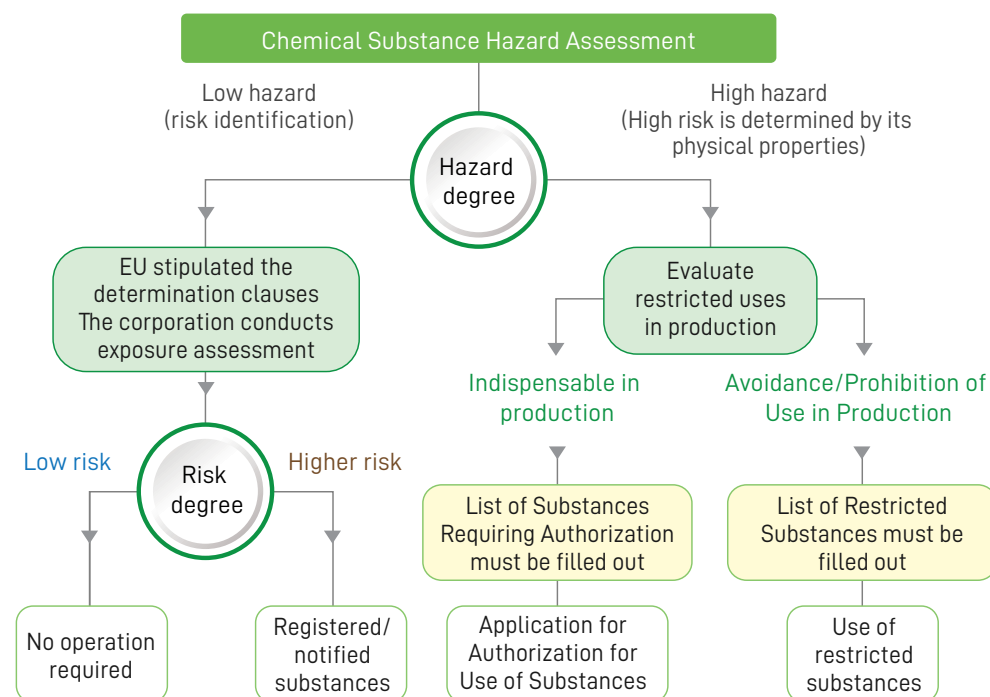 Chemical Substance Hazard Assessment
Low hazard
(risk identification)
High hazard
(High risk is determined by its
physical properties)
Hazard
degree
EU stipulated the
determination clauses
The corporation conducts
exposure assessment
Evaluate
restricted uses
in production
Indispensable in
production
Avoidance/Prohibition of
Use in Production
Low risk
Risk
degree
Higher risk
List of Substances
Requiring Authorization
must be filled out
List of Restricted
Substances must be
filled out
No operation
required
Registered/
notified
substances
Application for
Authorization for
Use of Substances
Use of
restricted
substances